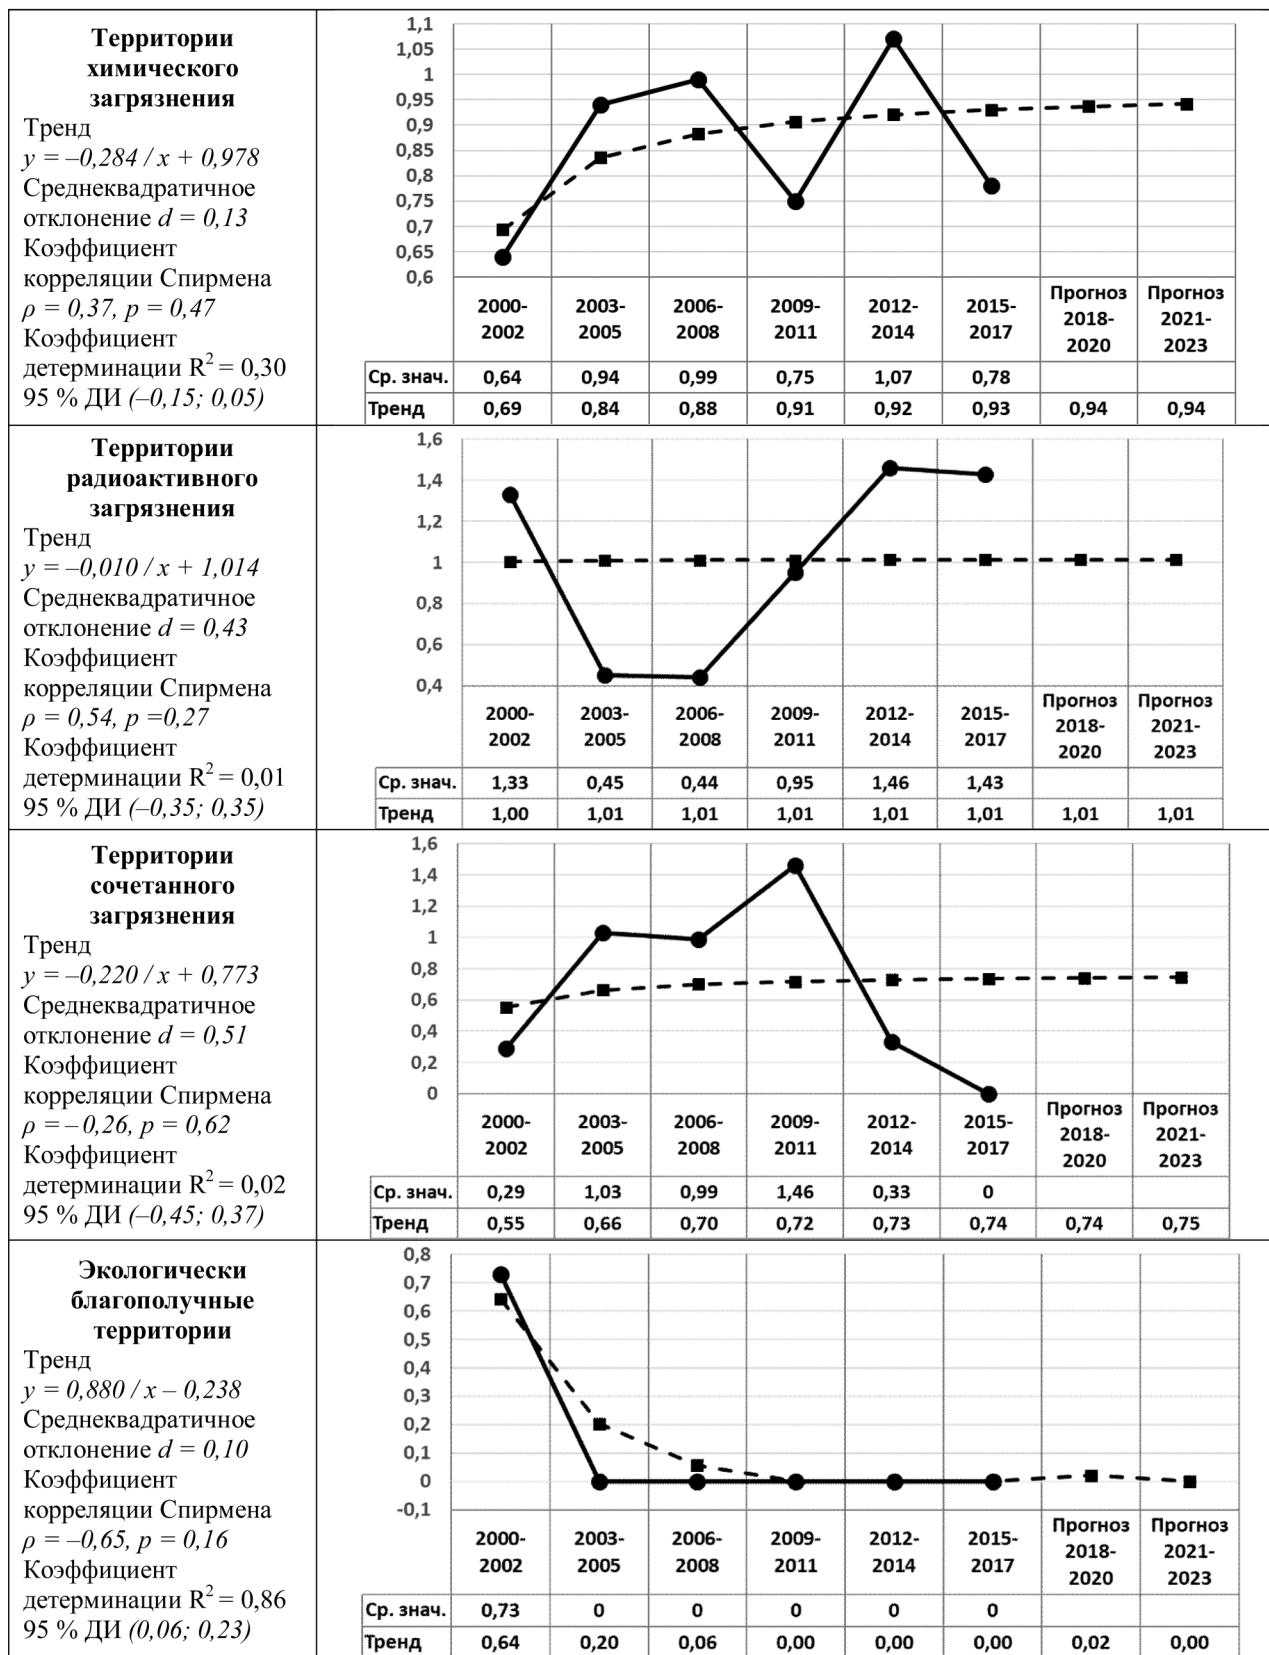 Территории
химического
загрязнения
Тренд
y = –0,284 / x + 0,978
Среднеквадратичное
отклонение d = 0,13
Коэффициент
корреляции Спирмена
ρ = 0,37, p = 0,47
Коэффициент
детерминации R² = 0,30
95 % ДИ (–0,15; 0,05)
1,1
1,05
1
0,95
0,9
0,85
0,8
0,75
0,7
0,65
0,6
2000-2002 2003-2005 2006-2008 2009-2011 2012-2014 2015-2017 Прогноз 2018-2020 Прогноз 2021-2023
Ср. знач. 0,64 0,94 0,99 0,75 1,07 0,78
Тренд 0,69 0,84 0,88 0,91 0,92 0,93 0,94 0,94
Территории
радиоактивного
загрязнения
Тренд
y = –0,010 / x + 1,014
Среднеквадратичное
отклонение d = 0,43
Коэффициент
корреляции Спирмена
ρ = 0,54, p =0,27
Коэффициент
детерминации R² = 0,01
95 % ДИ (–0,35; 0,35)
1,6
1,4
1,2
1
0,8
0,6
0,4
2000-2002 2003-2005 2006-2008 2009-2011 2012-2014 2015-2017 Прогноз 2018-2020 Прогноз 2021-2023
Ср. знач. 1,33 0,45 0,44 0,95 1,46 1,43
Тренд 1,00 1,01 1,01 1,01 1,01 1,01 1,01 1,01
Территории
сочетанного
загрязнения
Тренд
y = –0,220 / x + 0,773
Среднеквадратичное
отклонение d = 0,51
Коэффициент
корреляции Спирмена
ρ = – 0,26, p = 0,62
Коэффициент
детерминации R² = 0,02
95 % ДИ (–0,45; 0,37)
1,6
1,4
1,2
1
0,8
0,6
0,4
0,2
0
2000-2002 2003-2005 2006-2008 2009-2011 2012-2014 2015-2017 Прогноз 2018-2020 Прогноз 2021-2023
Ср. знач. 0,29 1,03 0,99 1,46 0,33 0
Тренд 0,55 0,66 0,70 0,72 0,73 0,74 0,74 0,75
Экологически
благополучные
территории
Тренд
y = 0,880 / x – 0,238
Среднеквадратичное
отклонение d = 0,10
Коэффициент
корреляции Спирмена
ρ = –0,65, p = 0,16
Коэффициент
детерминации R² = 0,86
95 % ДИ (0,06; 0,23)
0,8
0,7
0,6
0,5
0,4
0,3
0,2
0,1
0
-0,1
2000-2002 2003-2005 2006-2008 2009-2011 2012-2014 2015-2017 Прогноз 2018-2020 Прогноз 2021-2023
Ср. знач. 0,73 0 0 0 0 0
Тренд 0,64 0,20 0,06 0,00 0,00 0,00 0,02 0,00